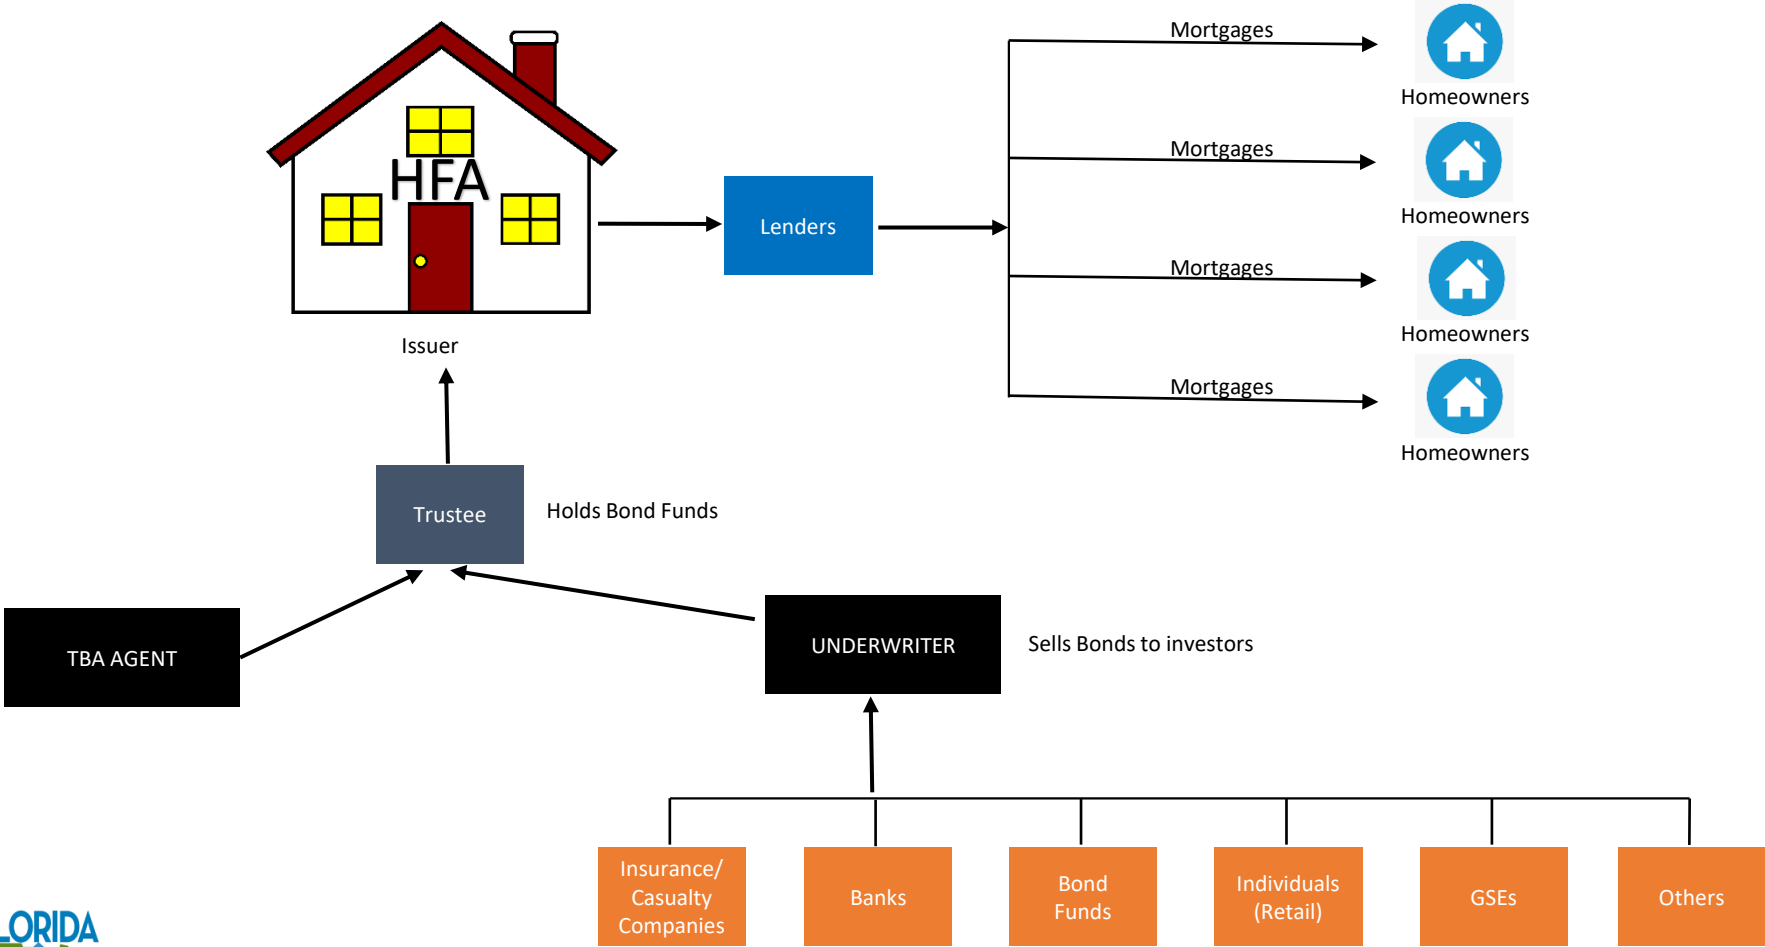 Mortgages
Homeowners
Mortgages
Homeowners
HFA
Lenders
Mortgages
Homeowners
Issuer
Mortgages
Homeowners
Trustee
Holds Bond Funds
TBA AGENT
UNDERWRITER
Sells Bonds to investors
Insurance/
Casualty
Companies
Banks
Bond
Funds
Individuals
(Retail)
GSEs
Others
LORIDA